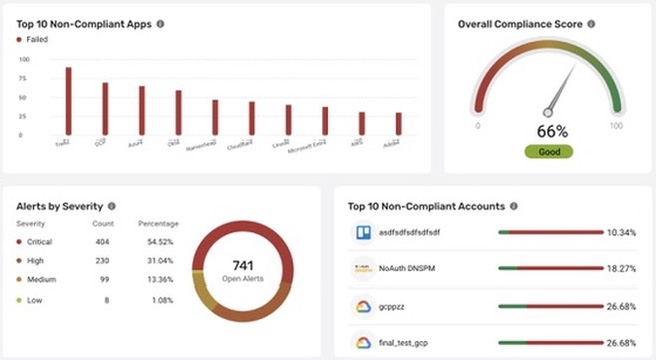 Top 10 Non-Compliant Apps
Failed
100
75
50
25
0
Trello
GCP
Azure
Okta
Cloudflare
Microsoft Entra
AWS
Adobe
Overall Compliance Score
0
100
66%
Good
Alerts by Severity
Severity Count Percentage
Critical 404 54.52%
High 230 31.04%
Medium 99 13.36%
Low 8 1.08%
741
Open Alerts
Top 10 Non-Compliant Accounts
asdfsdfsdfsdfsdf 10.34%
NoAuth DNSPM 18.27%
gcppzz 26.68%
final_test_gcp 26.68%